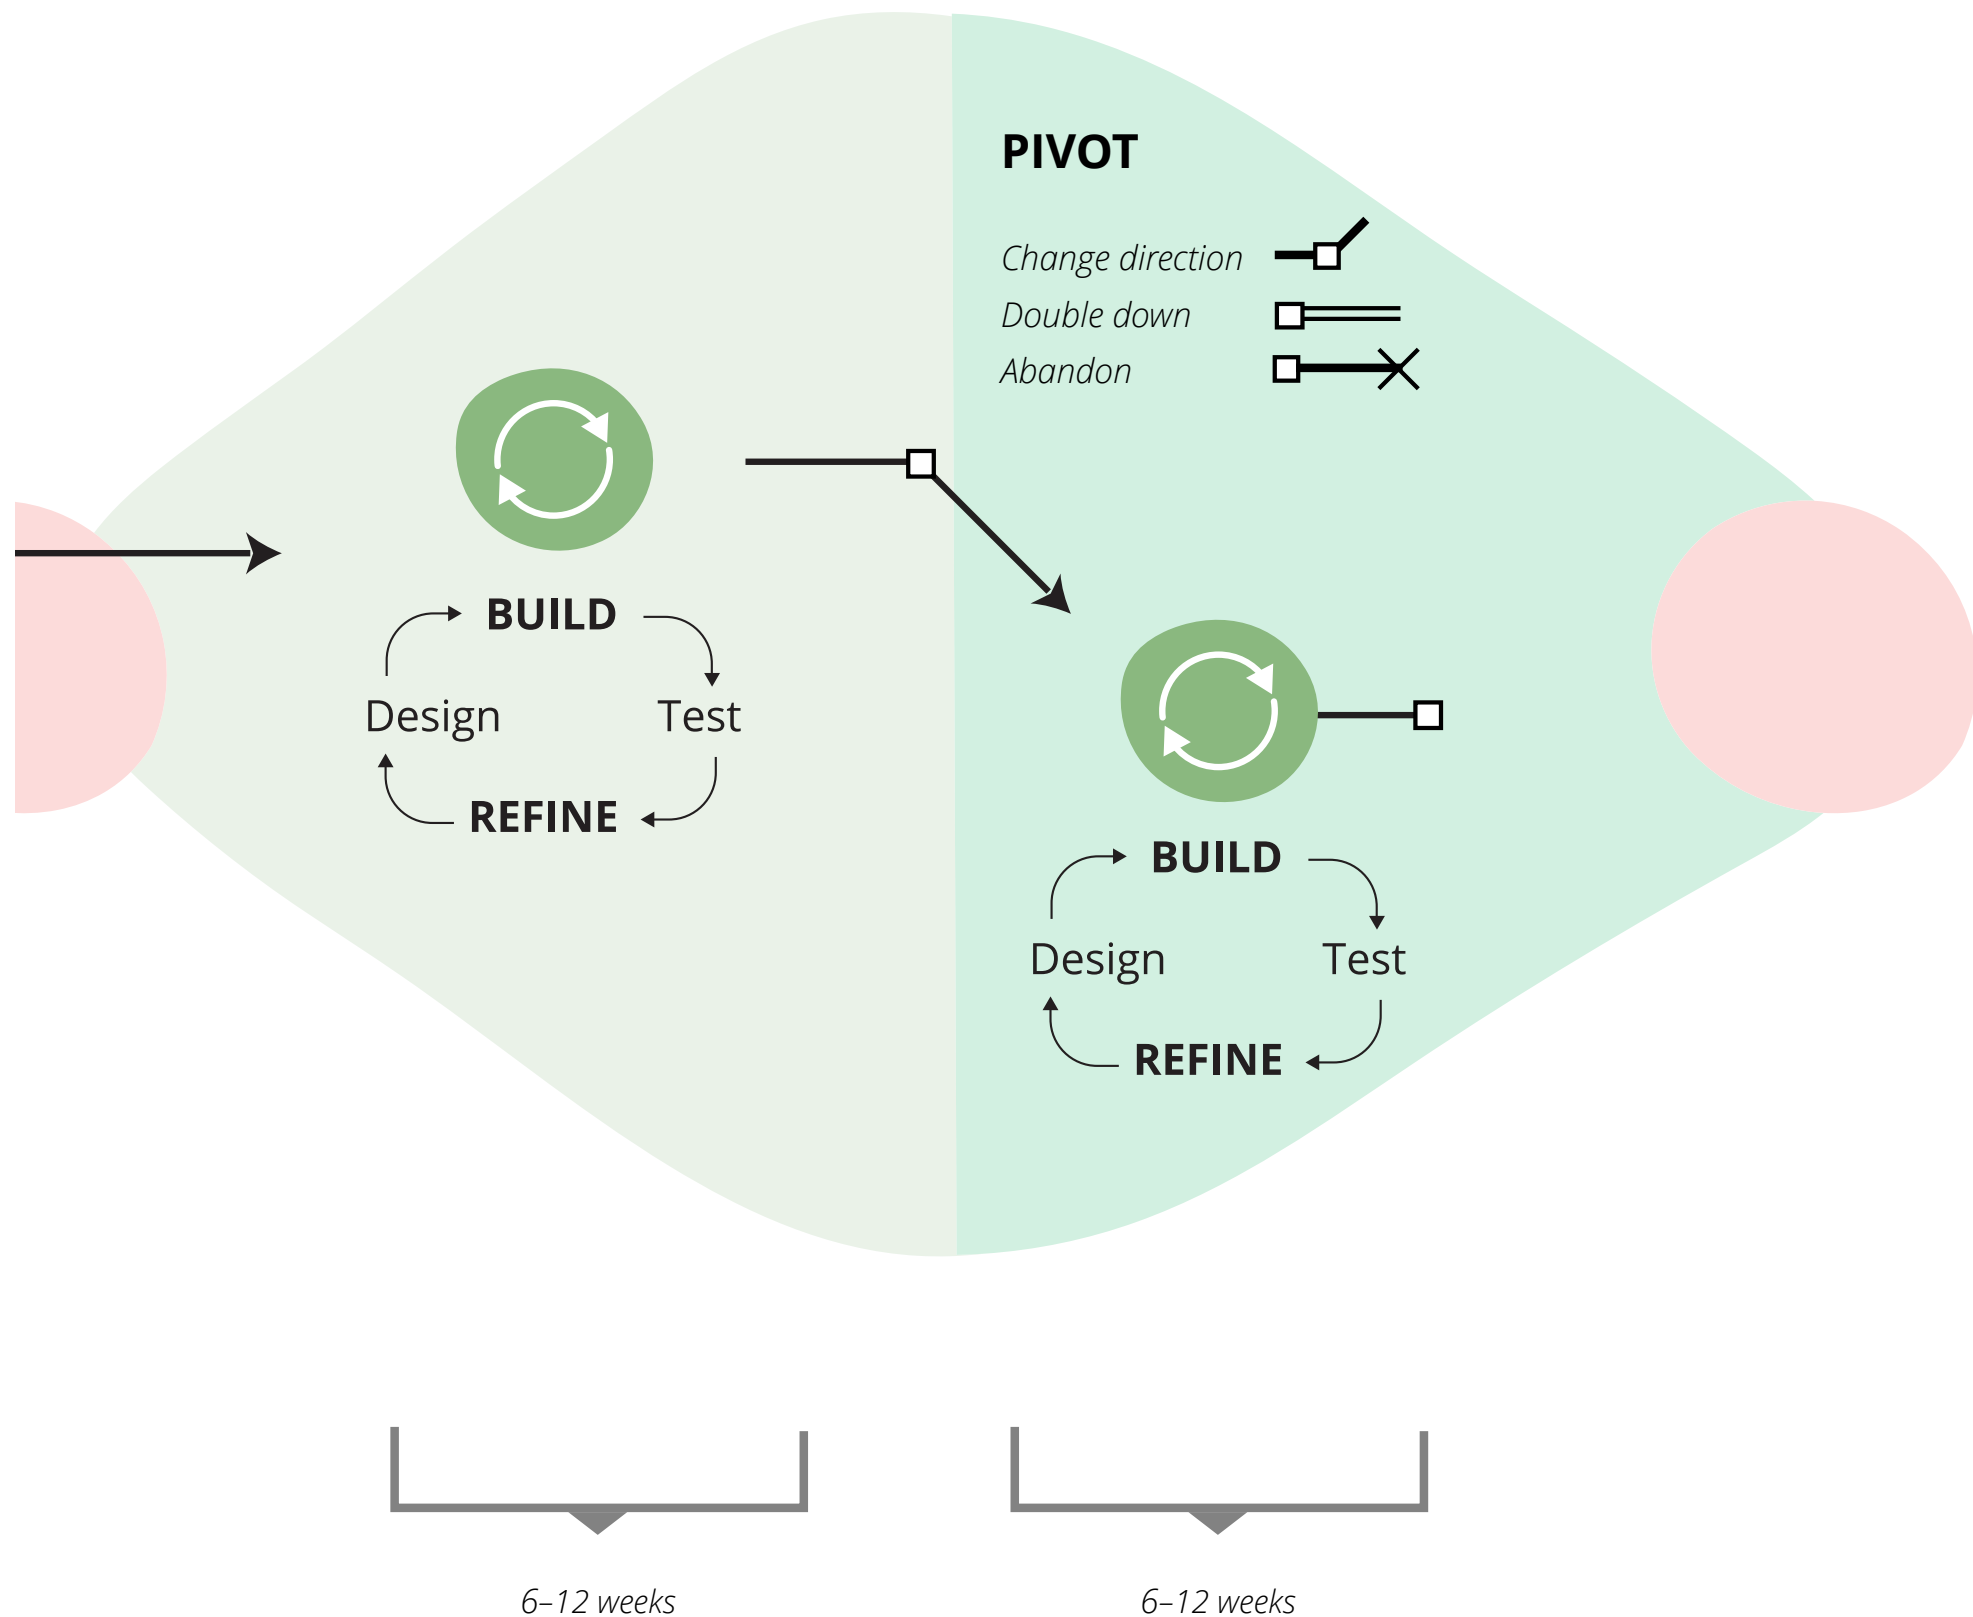 PIVOT
Change direction
Double down
Abandon
BUILD
Design
Test
REFINE
BUILD
Design
Test
REFINE
6–12 weeks
6–12 weeks